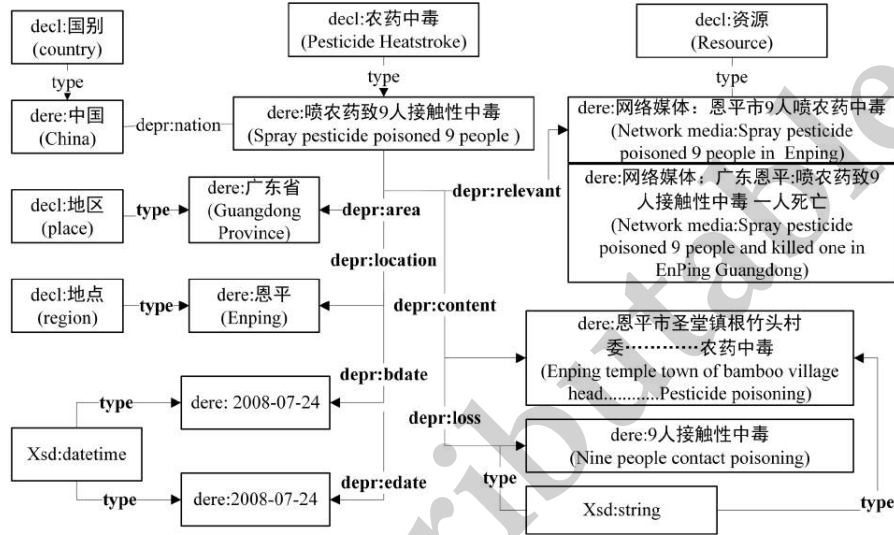 decl:国别
(country)
decl:农药中毒
(Pesticide Heatstroke)
decl:资源
(Resource)
type
type
type
dere:中国
(China)
depr:nation
dere:喷农药致9人接触性中毒
(Spray pesticide poisoned 9 people )
dere:网络媒体：恩平市9人喷农药中毒
(Network media:Spray pesticide
poisoned 9 people in Enping)
dere:网络媒体：广东恩平:喷农药致9
人接触性中毒 一人死亡
(Network media:Spray pesticide
poisoned 9 people and killed one in
EnPing Guangdong)
depr:relevant
decl:地区
(place)
type
dere:广东省
(Guangdong
Province)
depr:area
depr:location
decl:地点
(region)
type
dere:恩平
(Enping)
depr:content
dere:恩平市圣堂镇根竹头村
委…………农药中毒
(Enping temple town of bamboo village
head............Pesticide poisoning)
depr:bdate
type
dere: 2008-07-24
depr:loss
Xsd:datetime
dere:9人接触性中毒
(Nine people contact poisoning)
type
depr:edate
type
dere:2008-07-24
Xsd:string
type